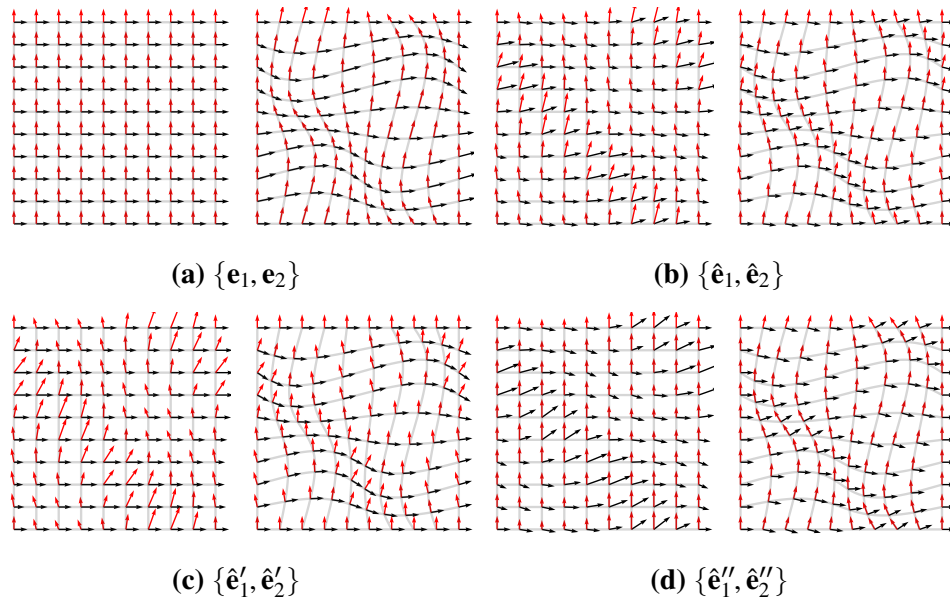 (a) {e₁, e₂}
(b) {ê₁, ê₂}
(c) {ê′₁, ê′₂}
(d) {ê″₁, ê″₂}